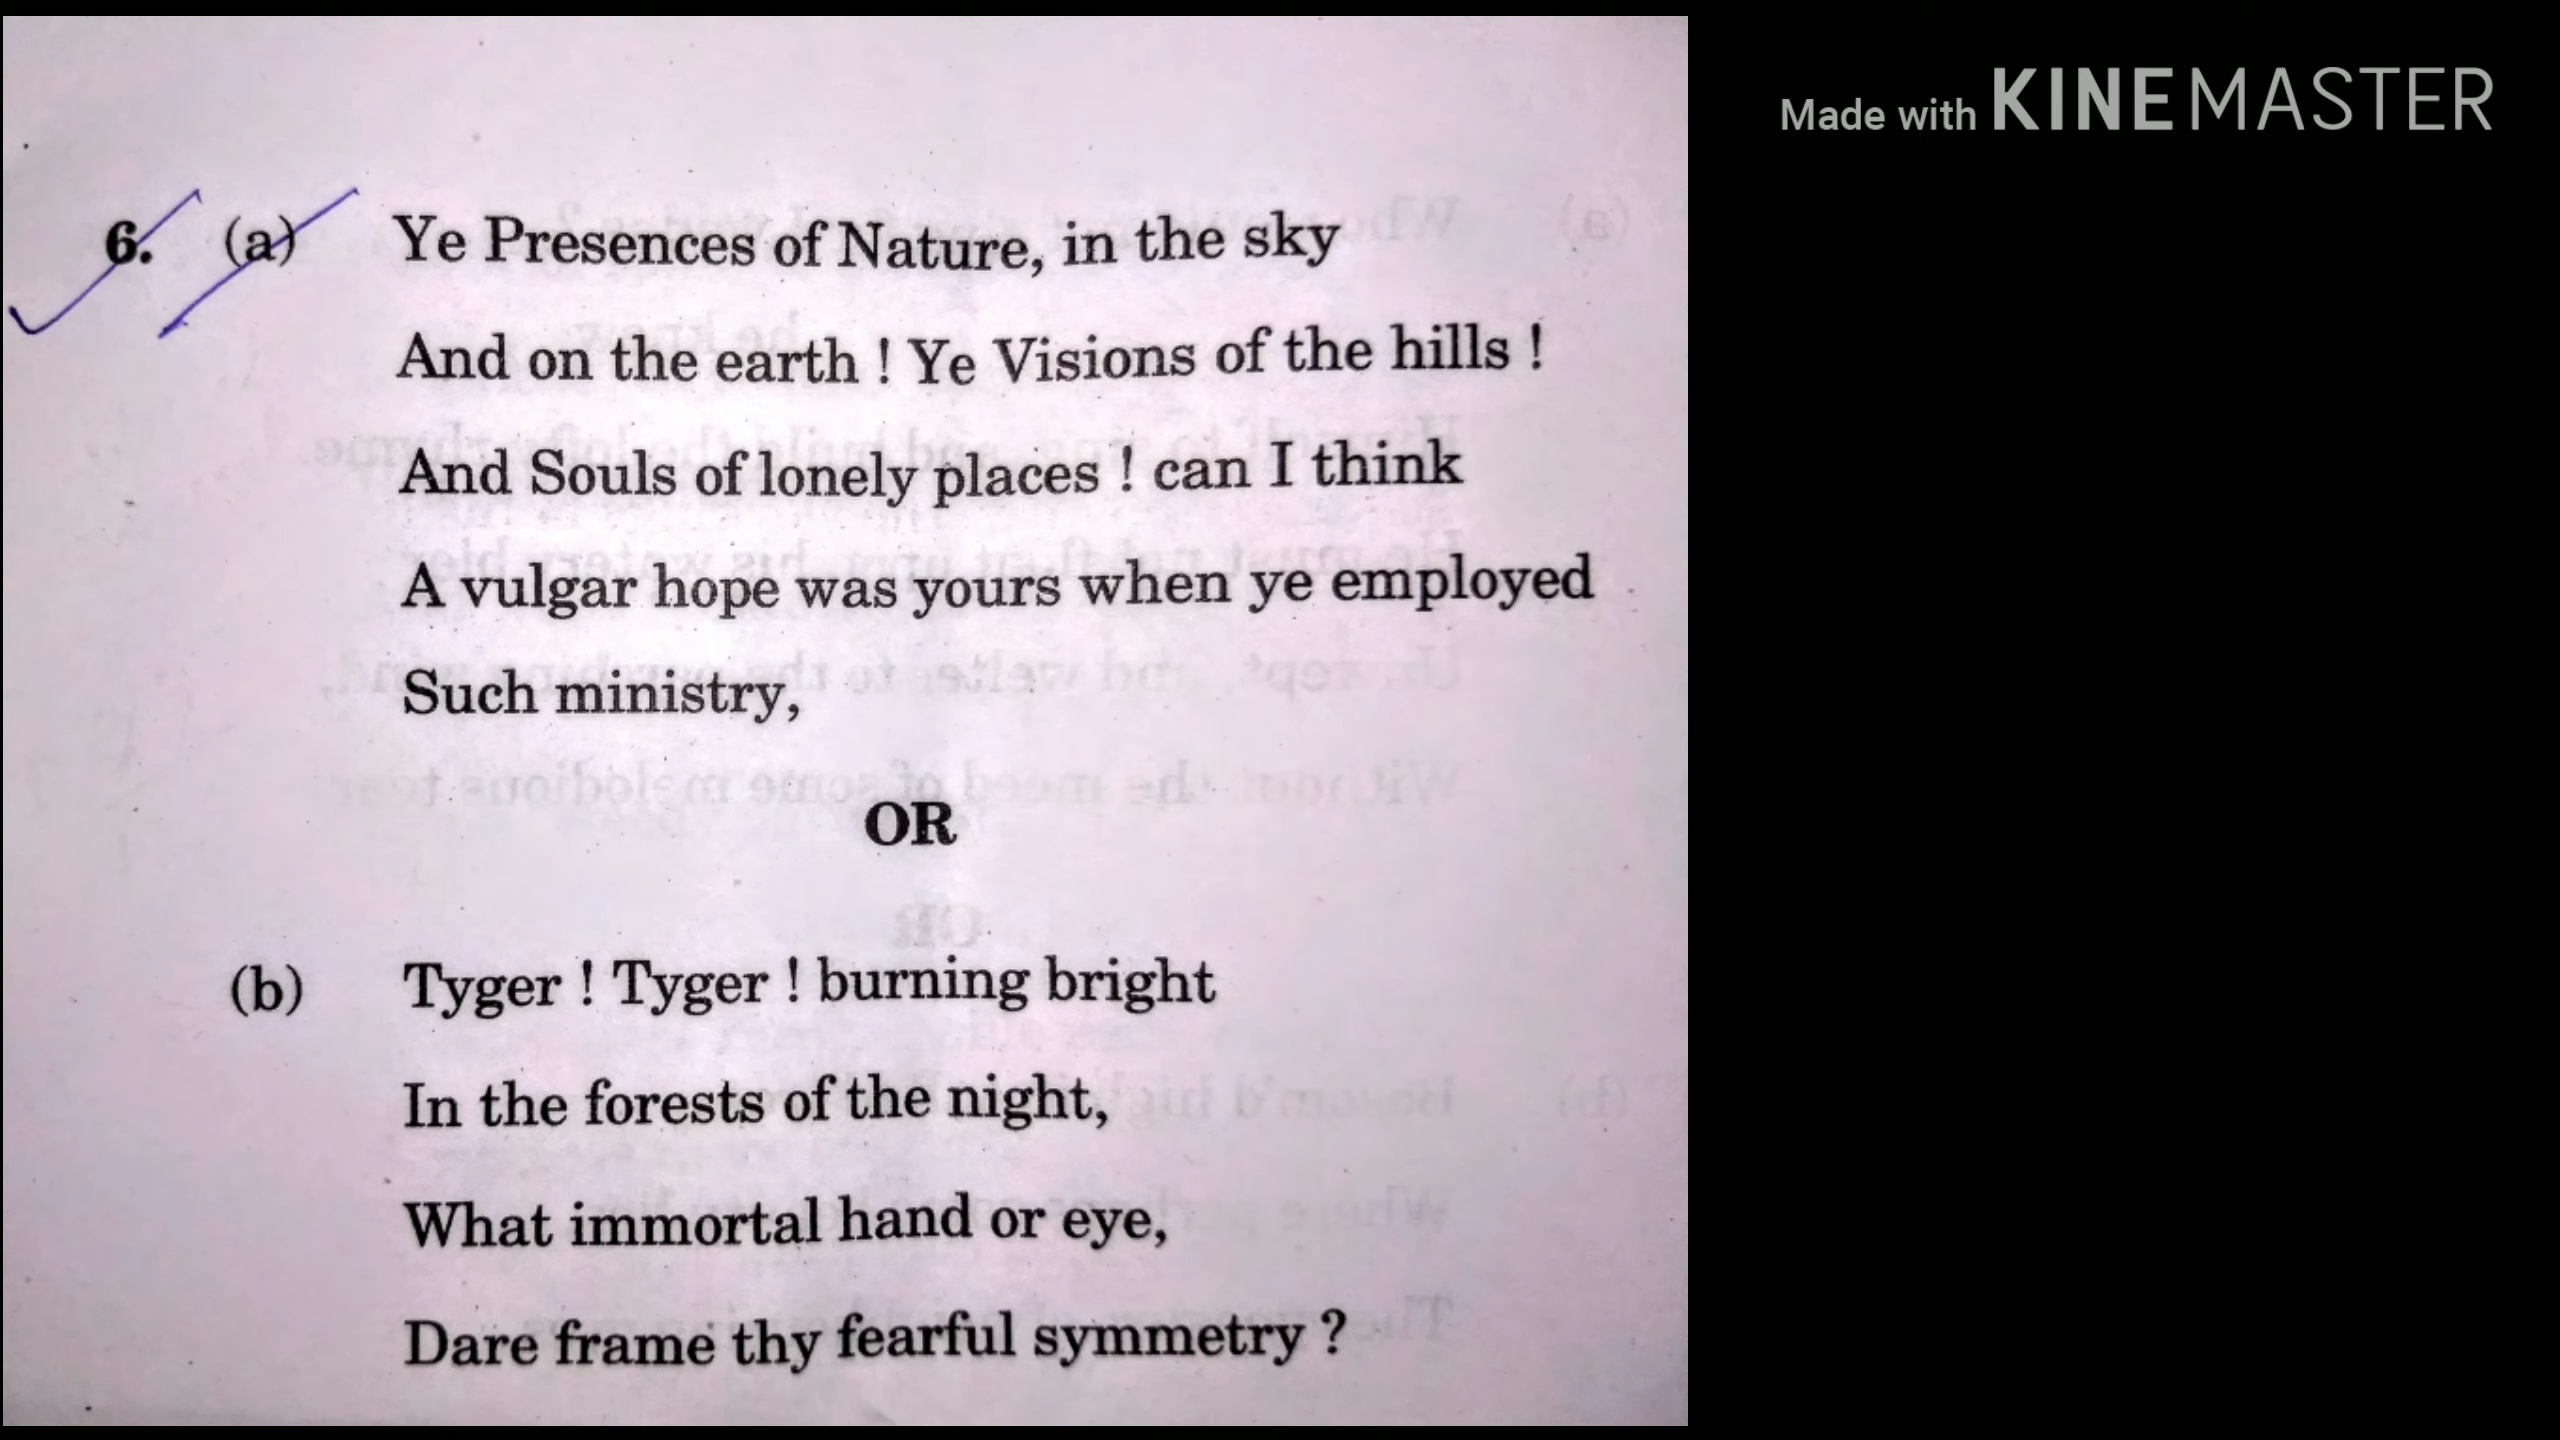 Made with KINEMASTER
6. (a) Ye Presences of Nature, in the sky
And on the earth ! Ye Visions of the hills !
And Souls of lonely places ! can I think
A vulgar hope was yours when ye employed
Such ministry,
OR
(b) Tyger ! Tyger ! burning bright
In the forests of the night,
What immortal hand or eye,
Dare frame thy fearful symmetry ?